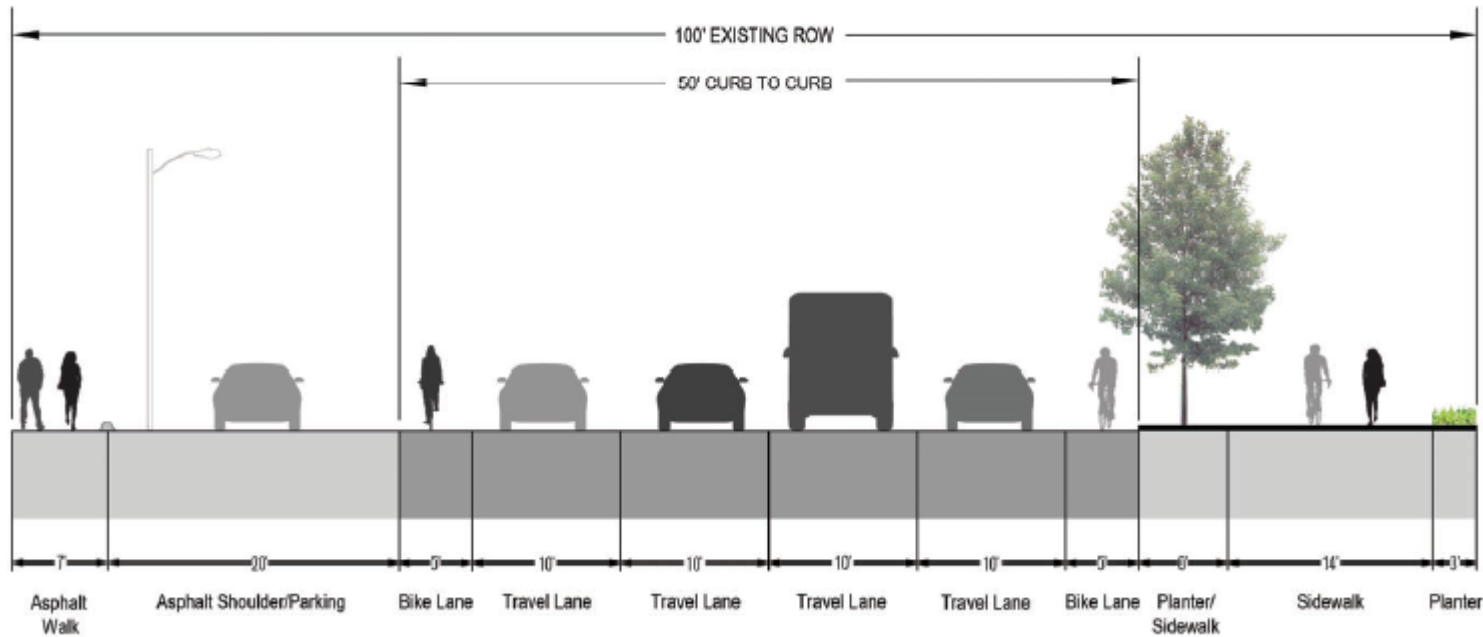 100' EXISTING ROW
50' CURB TO CURB
7' 20' 5' 10' 10' 10' 10' 5' 6' 14' 3'
Asphalt Walk
Asphalt Shoulder/Parking
Bike Lane
Travel Lane
Travel Lane
Travel Lane
Travel Lane
Bike Lane
Planter/
Sidewalk
Sidewalk
Planter